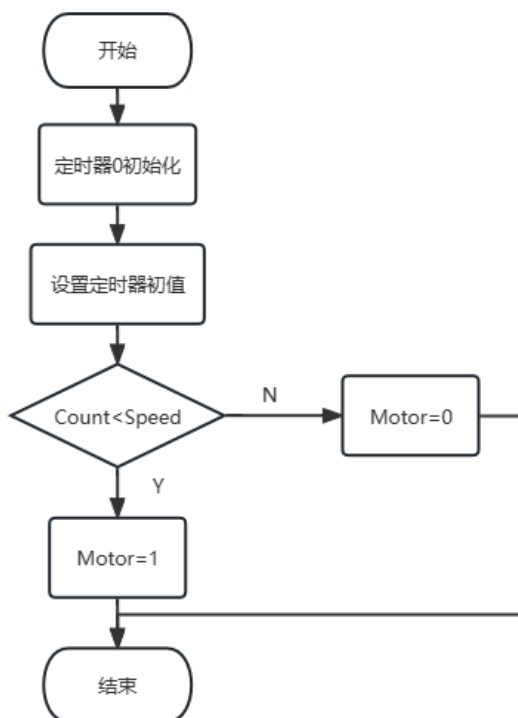 开始
定时器0初始化
设置定时器初值
Count<Speed
N
Motor=0
Y
Motor=1
结束